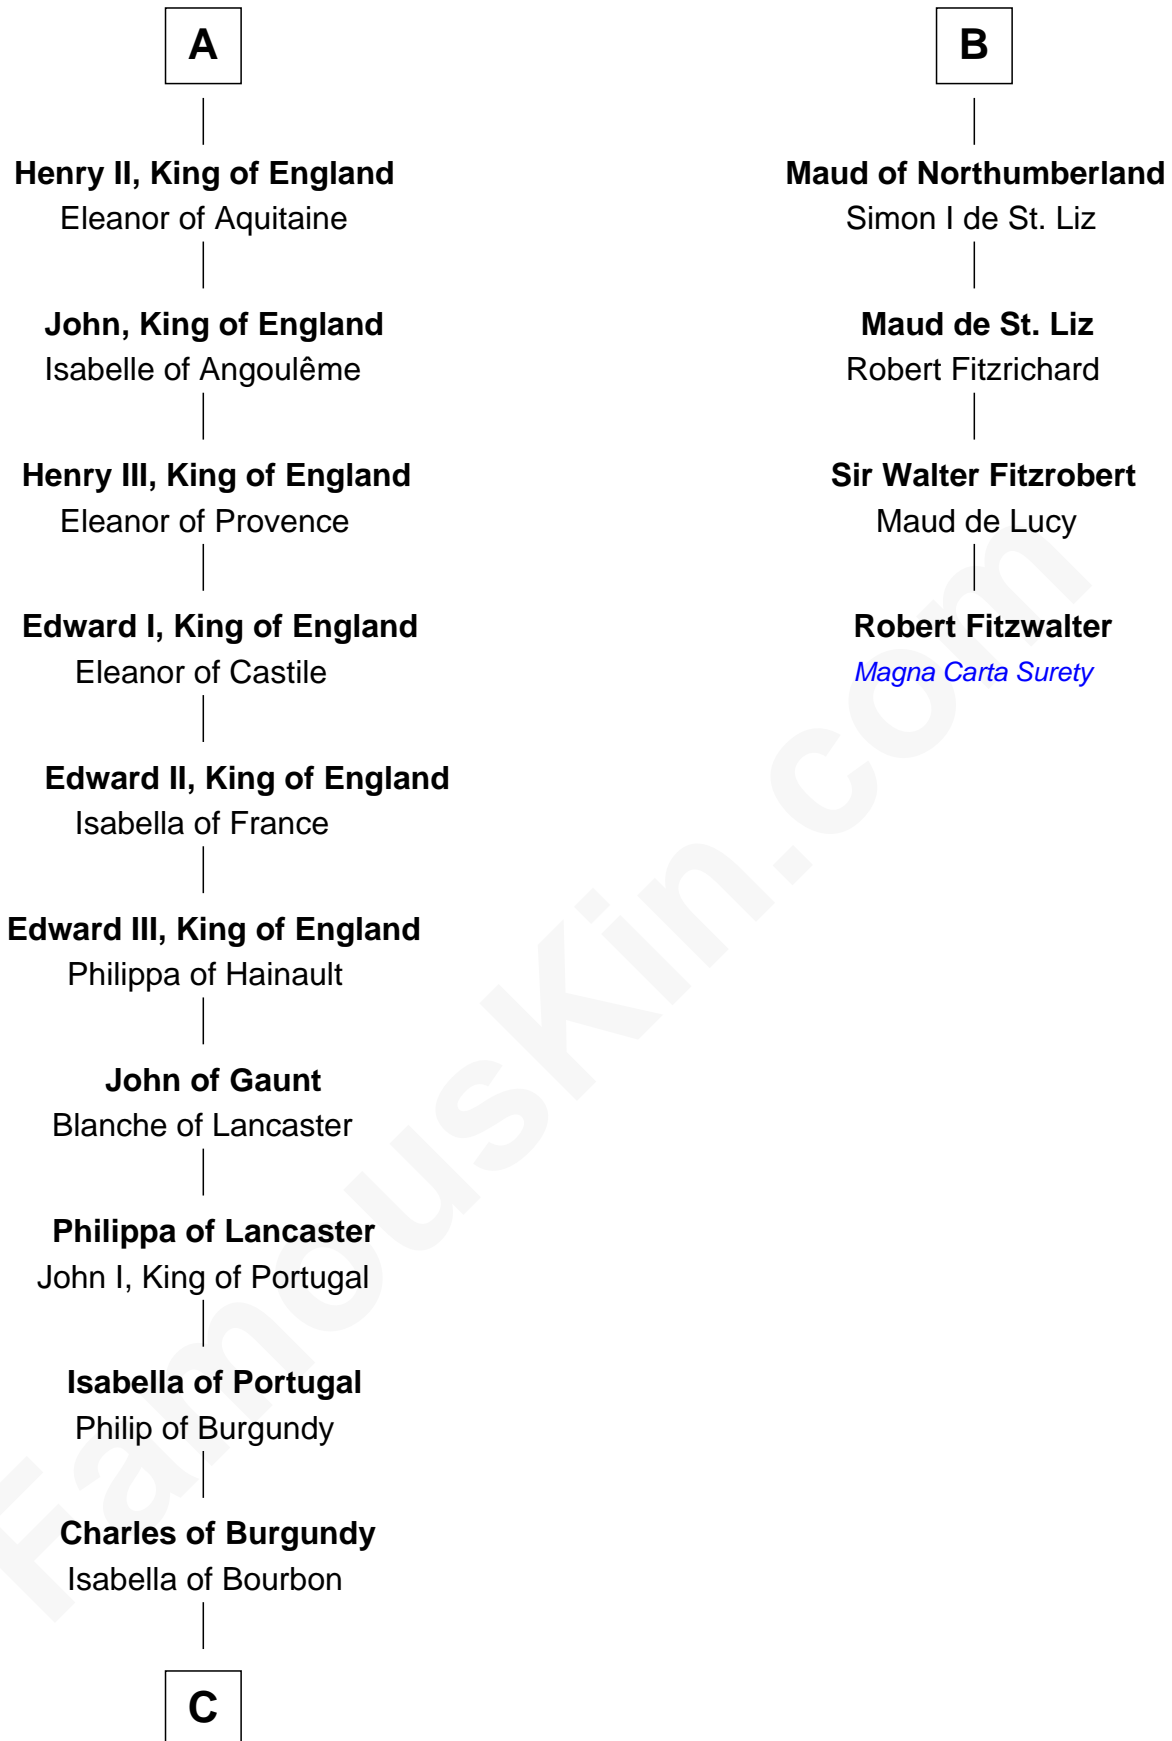 A
Henry II, King of England
Eleanor of Aquitaine
John, King of England
Isabelle of Angoulême
Henry III, King of England
Eleanor of Provence
Edward I, King of England
Eleanor of Castile
Edward II, King of England
Isabella of France
Edward III, King of England
Philippa of Hainault
John of Gaunt
Blanche of Lancaster
Philippa of Lancaster
John I, King of Portugal
Isabella of Portugal
Philip of Burgundy
Charles of Burgundy
Isabella of Bourbon
C
B
Maud of Northumberland
Simon I de St. Liz
Maud de St. Liz
Robert Fitzrichard
Sir Walter Fitzrobert
Maud de Lucy
Robert Fitzwalter
Magna Carta Surety
FamousKin.com